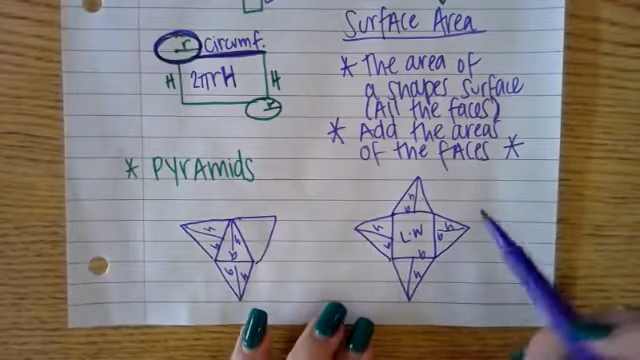 Surface Area
r circumf.
H 2πrH H
r
* The area of
a shapes surface
(All the faces)
* Add the areas
of the faces *
* Pyramids
h
b
h
b
h
b
b
h
h
b
h
b
L·W
b
h
b
h